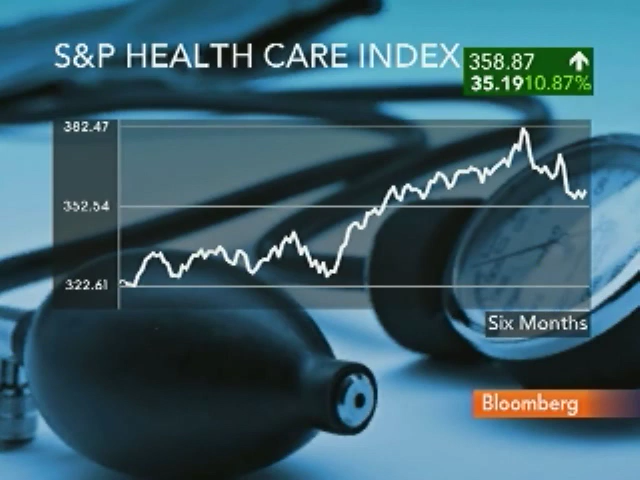 S&P HEALTH CARE INDEX
358.87
35.19 10.87%
382.47
352.54
322.61
Six Months
Bloomberg